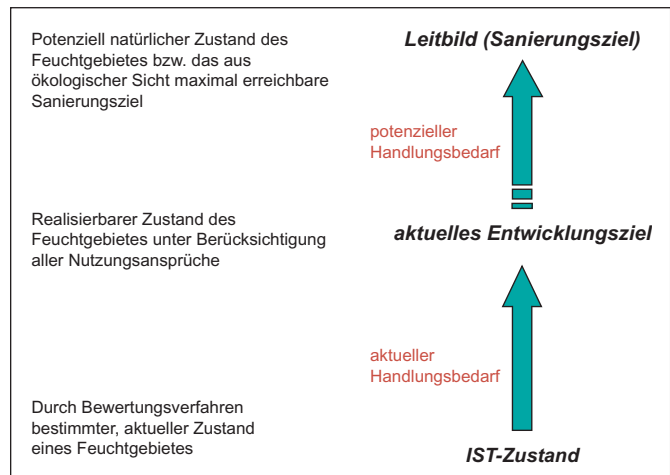 Potenziell natürlicher Zustand des
Feuchtgebietes bzw. das aus
ökologischer Sicht maximal erreichbare
Sanierungsziel
Leitbild (Sanierungsziel)
potenzieller
Handlungsbedarf
Realisierbarer Zustand des
Feuchtgebietes unter Berücksichtigung
aller Nutzungsansprüche
aktuelles Entwicklungsziel
aktueller
Handlungsbedarf
Durch Bewertungsverfahren
bestimmter, aktueller Zustand
eines Feuchtgebietes
IST-Zustand